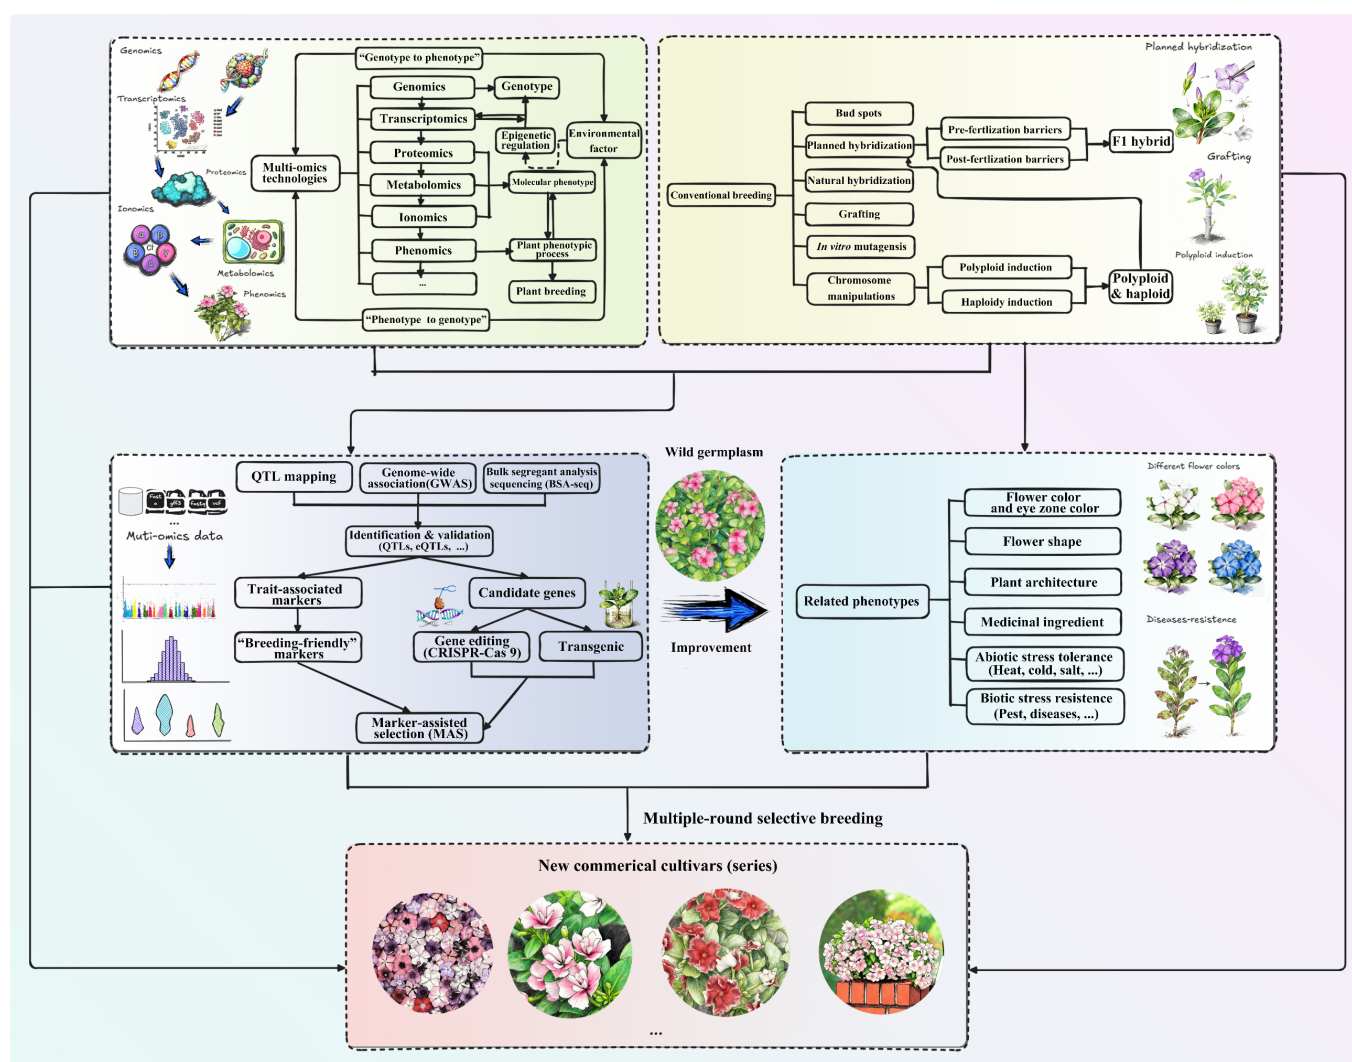 Genomics
Transcriptomics
Proteomics
Ionomics
Metabolomics
Phenomics
"Genotype to phenotype"
Genomics
Genotype
Transcriptomics
Epigenetic
regulation
Environmental
factor
Proteomics
Multi-omics
technologies
Metabolomics
Molecular phenotype
Ionomics
Phenomics
Plant phenotypic
process
...
Plant breeding
"Phenotype to genotype"
Planned hybridization
Grafting
Polyploid induction
Bud spots
Planned hybridization
Pre-fertlization barriers
Post-fertlization barriers
F1 hybrid
Natural hybridization
Conventional breeding
Grafting
In vitro mutagensis
Chromosome
manipulations
Polyploid induction
Haploidy induction
Polyploid
& haploid
QTL mapping
Genome-wide
association(GWAS)
Bulk segregant analysis
sequencing (BSA-seq)
Fast
a
gff3
fastq
vcf
...
Muti-omics data
Identification & validation
(QTLs, eQTLs, ...)
Trait-associated
markers
Candidate genes
"Breeding-friendly"
markers
Gene editing
(CRISPR-Cas 9)
Transgenic
Marker-assisted
selection (MAS)
Wild germplasm
Improvement
Different flower colors
Diseases-resistence
Related phenotypes
Flower color
and eye zone color
Flower shape
Plant architecture
Medicinal ingredient
Abiotic stress tolerance
(Heat, cold, salt, ...)
Biotic stress resistence
(Pest, diseases, ...)
Multiple-round selective breeding
New commerical cultivars (series)
...